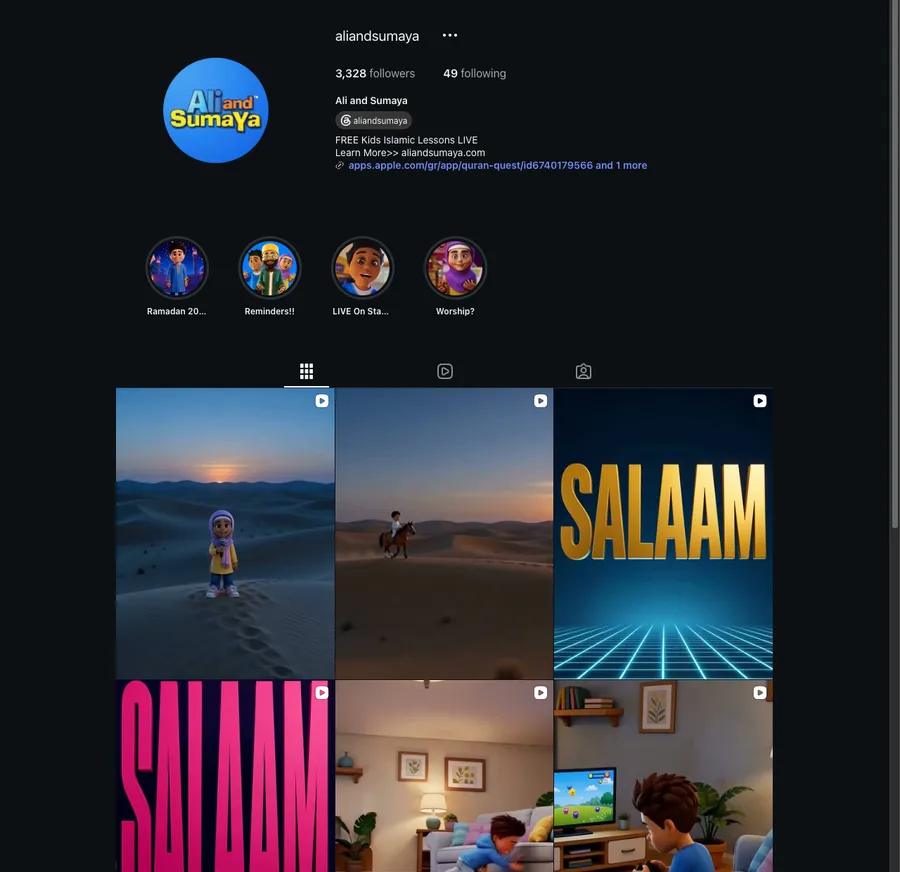 aliandsumaya
3,328 followers 49 following
Ali and Sumaya™
Ali and Sumaya
aliandsumaya
FREE Kids Islamic Lessons LIVE
Learn More>> aliandsumaya.com
apps.apple.com/gr/app/quran-quest/id6740179566 and 1 more
Ramadan 20... Reminders!! LIVE On Sta... Worship?
SALAAM
SALAAM